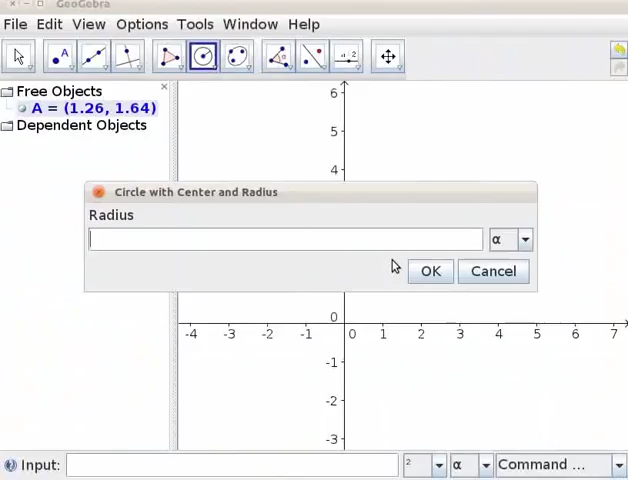 GeoGebra
File Edit View Options Tools Window Help
A
a=2
Free Objects
A = (1.26, 1.64)
Dependent Objects
6
5
4
Circle with Center and Radius
Radius
α
OK Cancel
0
-4 -3 -2 -1 0 1 2 3 4 5 6 7
-1
-2
-3
Input: ² α Command ...